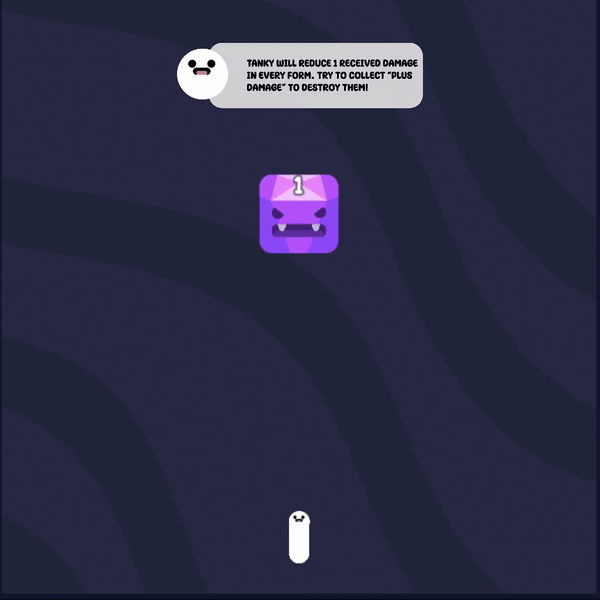 TANKY WILL REDUCE 1 RECEIVED DAMAGE
IN EVERY FORM. TRY TO COLLECT "PLUS
DAMAGE" TO DESTROY THEM!
1